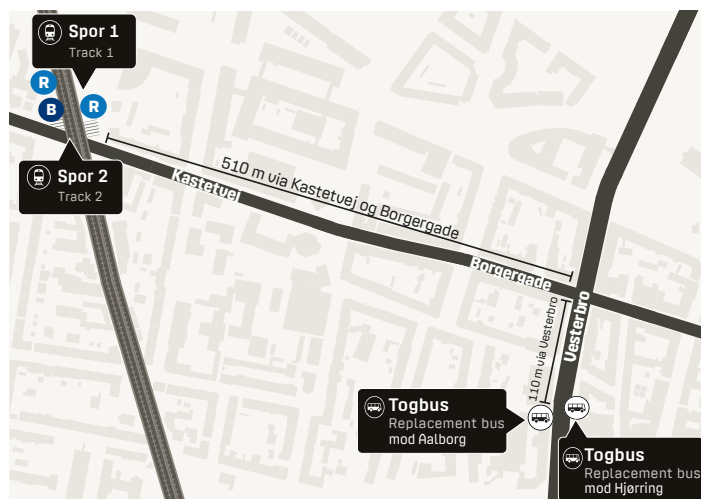 Spor 1
Track 1
R
B
R
Spor 2
Track 2
510 m via Kastetvej og Borgergade
Kastetvej
Borgergade
Vesterbro
110 m via Vesterbro
Togbus
Replacement bus
mod Aalborg
Togbus
Replacement bus
mod Hjørring